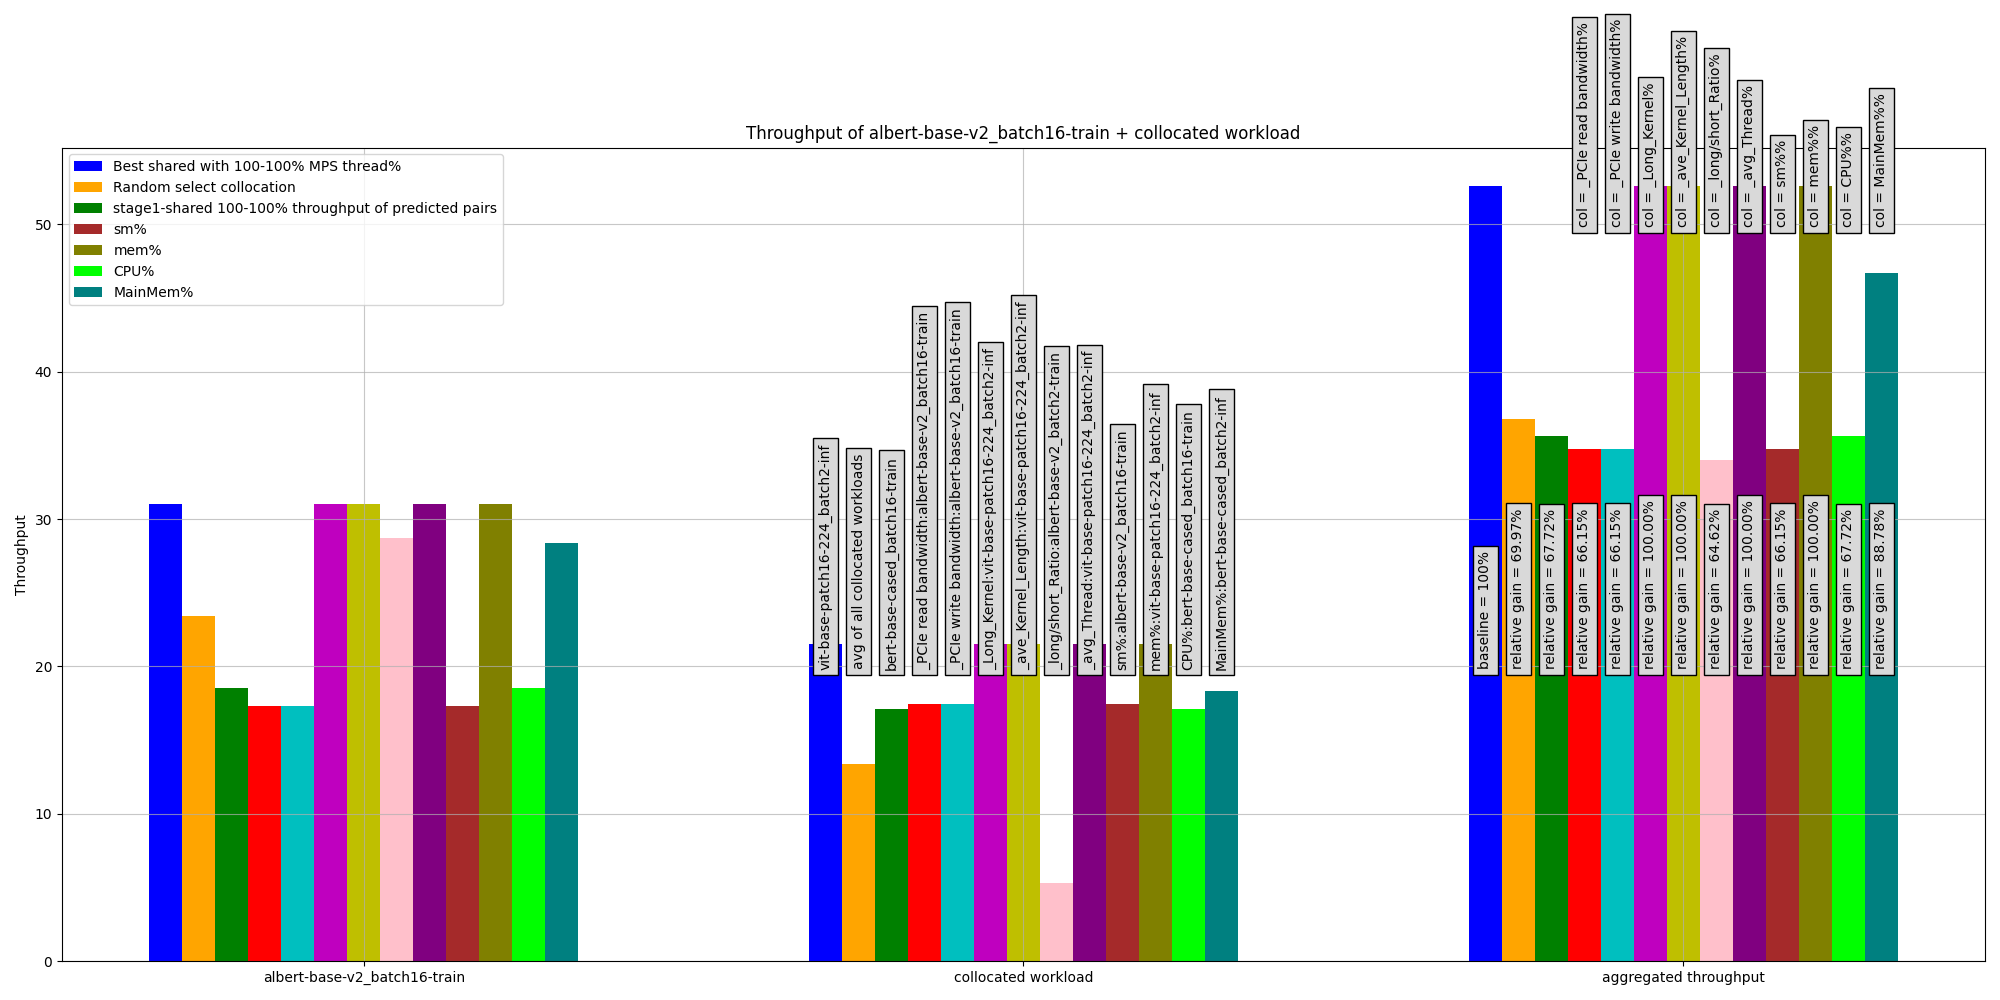 Throughput of albert-base-v2_batch16-train + collocated workload
Best shared with 100-100% MPS thread%
Random select collocation
stage1-shared 100-100% throughput of predicted pairs
sm%
mem%
CPU%
MainMem%
Throughput
50
40
30
20
10
0
vit-base-patch16-224_batch2-inf
avg of all collocated workloads
bert-base-cased_batch16-train
_PCIe read bandwidth:albert-base-v2_batch16-train
_PCIe write bandwidth:albert-base-v2_batch16-train
_Long_Kernel:vit-base-patch16-224_batch2-inf
_ave_Kernel_Length:vit-base-patch16-224_batch2-inf
_long/short_Ratio:albert-base-v2_batch2-train
_avg_Thread:vit-base-patch16-224_batch2-inf
sm%:albert-base-v2_batch16-train
mem%:vit-base-patch16-224_batch2-inf
CPU%:bert-base-cased_batch16-train
MainMem%:bert-base-cased_batch2-inf
col = _PCIe read bandwidth%
col = _PCIe write bandwidth%
col = _Long_Kernel%
col = _ave_Kernel_Length%
col = _long/short_Ratio%
col = _avg_Thread%
col = sm%%
col = mem%%
col = CPU%%
col = MainMem%%
baseline = 100%
relative gain = 69.97%
relative gain = 67.72%
relative gain = 66.15%
relative gain = 66.15%
relative gain = 100.00%
relative gain = 100.00%
relative gain = 64.62%
relative gain = 100.00%
relative gain = 66.15%
relative gain = 100.00%
relative gain = 67.72%
relative gain = 88.78%
albert-base-v2_batch16-train
collocated workload
aggregated throughput